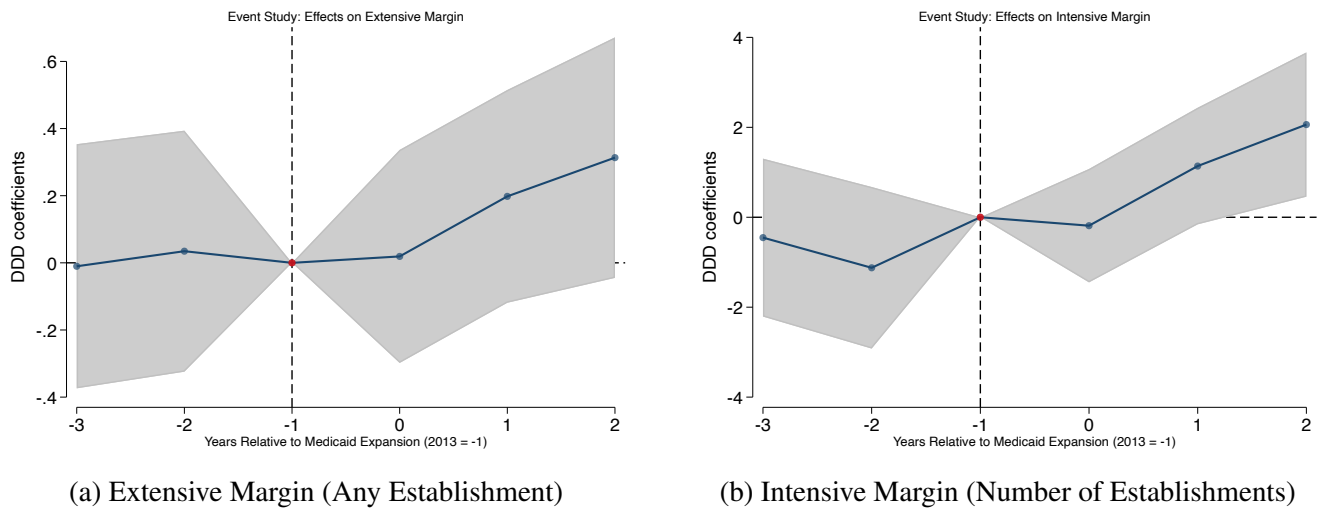 Event Study: Effects on Extensive Margin
DDD coefficients
.6
.4
.2
0
-.2
-.4
-3 -2 -1 0 1 2
Years Relative to Medicaid Expansion (2013 = -1)
(a) Extensive Margin (Any Establishment)
Event Study: Effects on Intensive Margin
DDD coefficients
4
2
0
-2
-4
-3 -2 -1 0 1 2
Years Relative to Medicaid Expansion (2013 = -1)
(b) Intensive Margin (Number of Establishments)